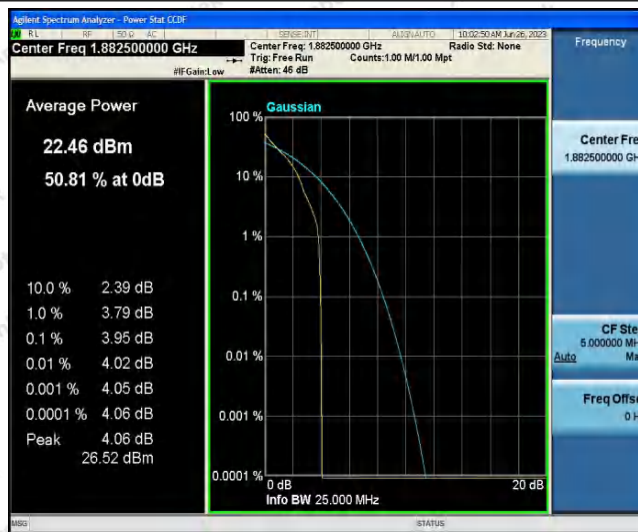 Agilent Spectrum Analyzer - Power Stat CCDF
RL RF 50 Ω AC SENSE:INT ALIGNAUTO 10:02:50 AM Jun 26, 2023
Center Freq 1.882500000 GHz
Center Freq: 1.882500000 GHz Radio Std: None
Trig: Free Run Counts:1.00 M/1.00 Mpt
#IFGain:Low #Atten: 46 dB
Frequency
Average Power
22.46 dBm
50.81 % at 0dB
10.0 % 2.39 dB
1.0 % 3.79 dB
0.1 % 3.95 dB
0.01 % 4.02 dB
0.001 % 4.05 dB
0.0001 % 4.06 dB
Peak 4.06 dB
26.52 dBm
Gaussian
100 %
10 %
1 %
0.1 %
0.01 %
0.001 %
0.0001 %
0 dB 20 dB
Info BW 25.000 MHz
Center Fre
1.882500000 GH
CF Ste
5.000000 MH
Auto Ma
Freq Offse
0 H
MSG STATUS